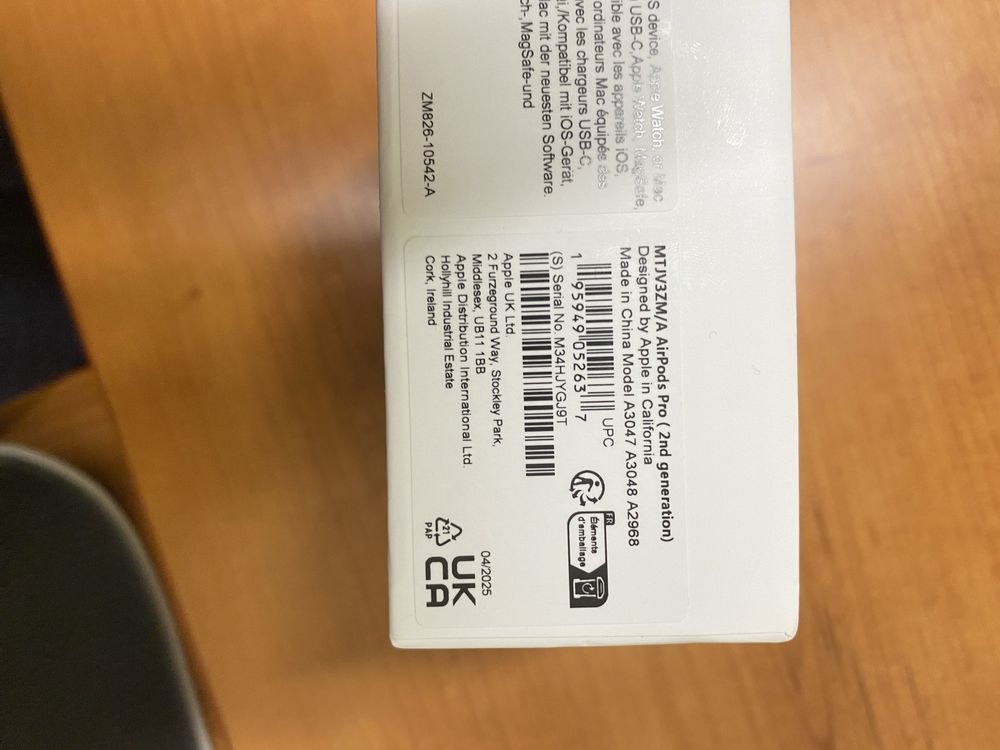 S device, Apple Watch, or Mac
USB-C, Apple Watch, MagSafe,
ible avec les appareils iOS,
ordinateurs Mac équipés des
vec les chargeurs USB-C,
i,/Kompatibel mit iOS-Gerät,
ac mit der neuesten Software.
ch-,MagSafe-und
ZM826-10542-A
MTJV3ZM/A AirPods Pro ( 2nd generation)
Designed by Apple in California
Made in China Model A3047 A3048 A2968
UPC
1 95949 05263 7
(S) Serial No.M34HJYGJ9T
Apple UK Ltd.
2 Furzeground Way, Stockley Park,
Middlesex, UB11 1BB
Apple Distribution International Ltd.
Hollyhill Industrial Estate
Cork, Ireland
FR
Éléments
d'emballage
04/2025
21
PAP
UK
CA